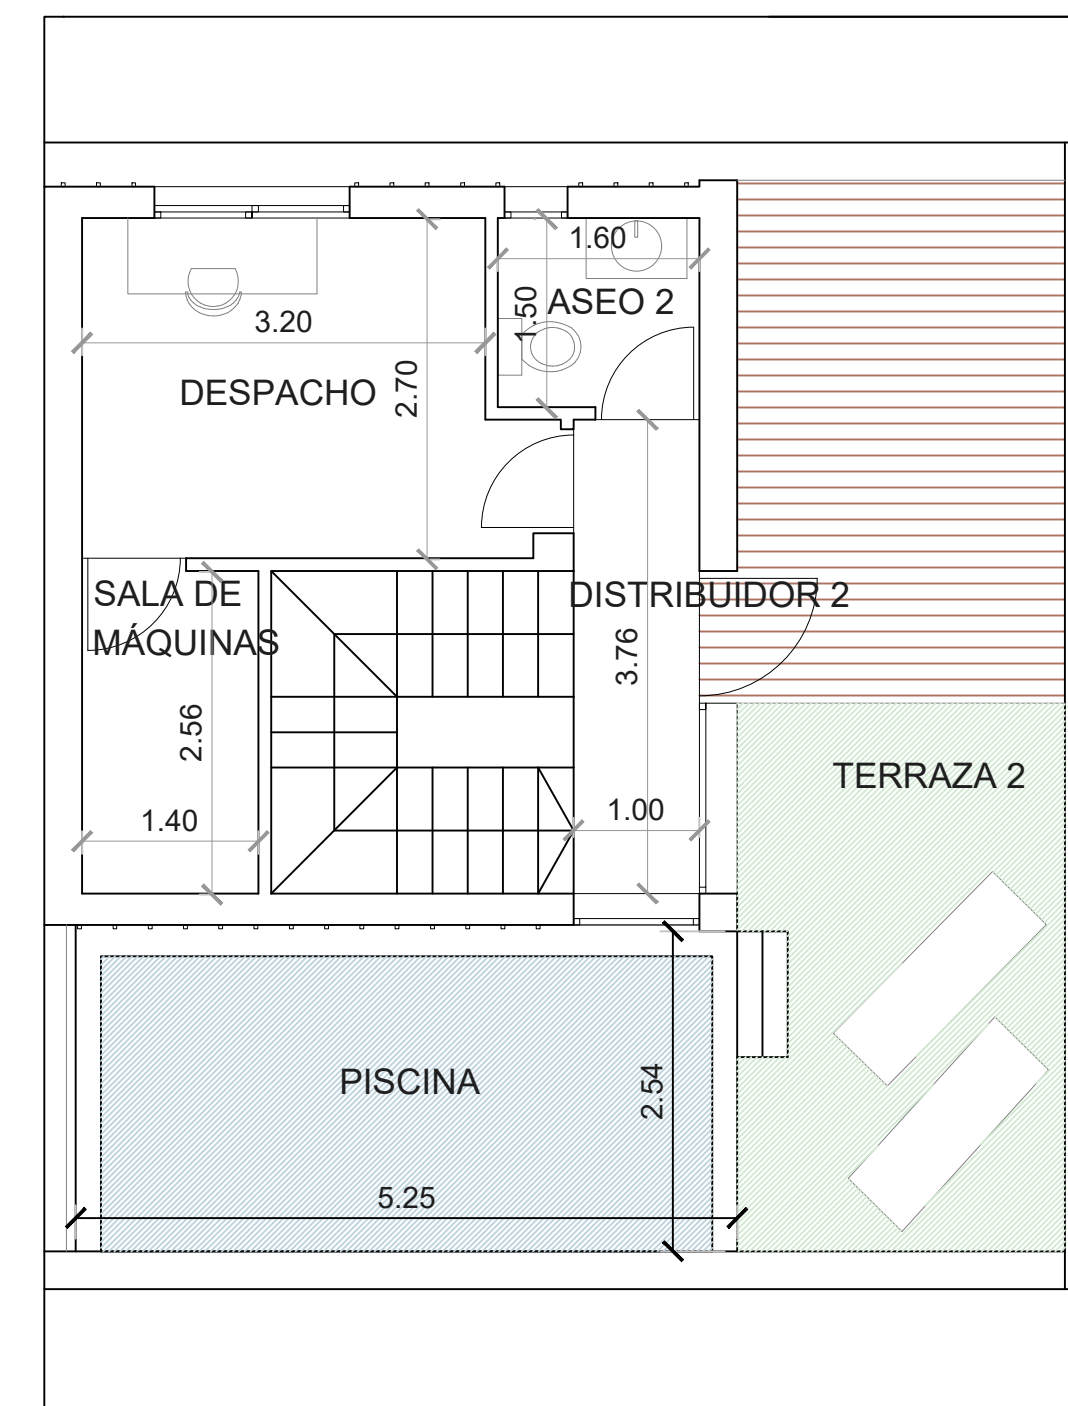 1.60
ASEO 2
1.50
3.20
DESPACHO
2.70
SALA DE
MÁQUINAS
DISTRIBUIDOR 2
3.76
2.56
TERRAZA 2
1.40
1.00
PISCINA
2.54
5.25